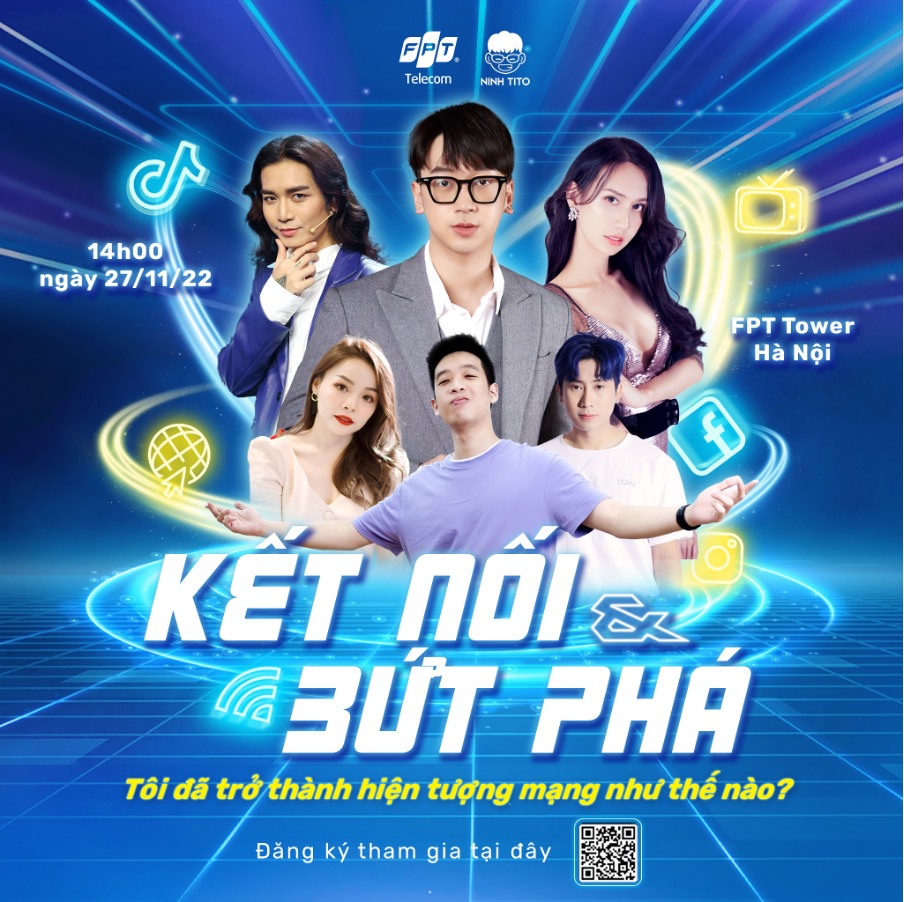 FPT
Telecom
NINH TITO
14h00
ngày 27/11/22
FPT Tower
Hà Nội
KẾT NỐI &
BỨT PHÁ
Tôi đã trở thành hiện tượng mạng như thế nào?
Đăng ký tham gia tại đây